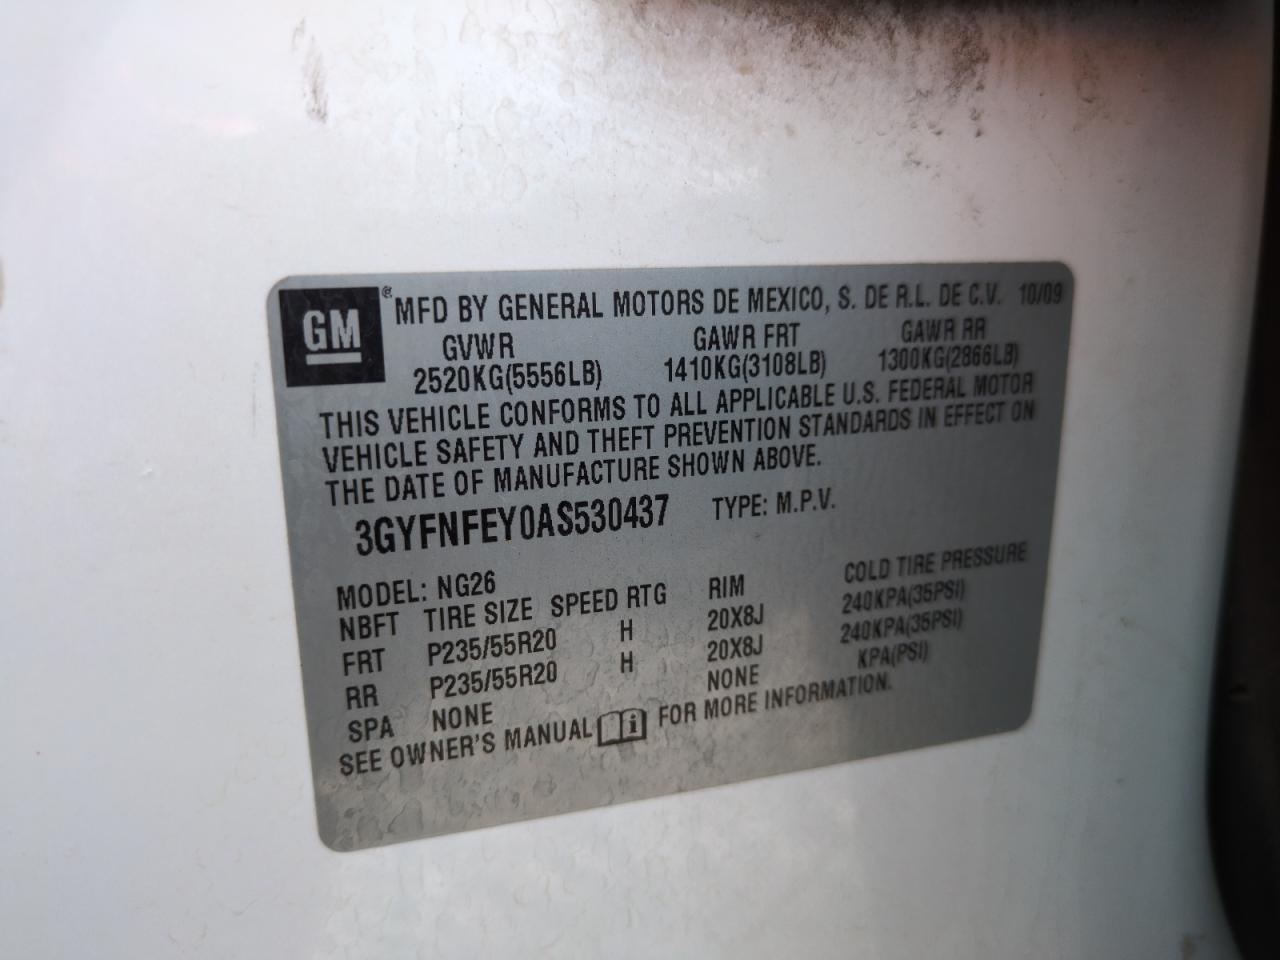 GM ® MFD BY GENERAL MOTORS DE MEXICO, S. DE R.L. DE C.V. 10/09
GVWR GAWR FRT GAWR RR
2520KG(5556LB) 1410KG(3108LB) 1300KG(2866LB)
THIS VEHICLE CONFORMS TO ALL APPLICABLE U.S. FEDERAL MOTOR
VEHICLE SAFETY AND THEFT PREVENTION STANDARDS IN EFFECT ON
THE DATE OF MANUFACTURE SHOWN ABOVE.
3GYFNFEY0AS530437 TYPE: M.P.V.
MODEL: NG26
NBFT TIRE SIZE SPEED RTG RIM COLD TIRE PRESSURE
FRT P235/55R20 H 20X8J 240KPA(35PSI)
RR P235/55R20 H 20X8J 240KPA(35PSI)
SPA NONE NONE KPA(PSI)
SEE OWNER'S MANUAL i FOR MORE INFORMATION.